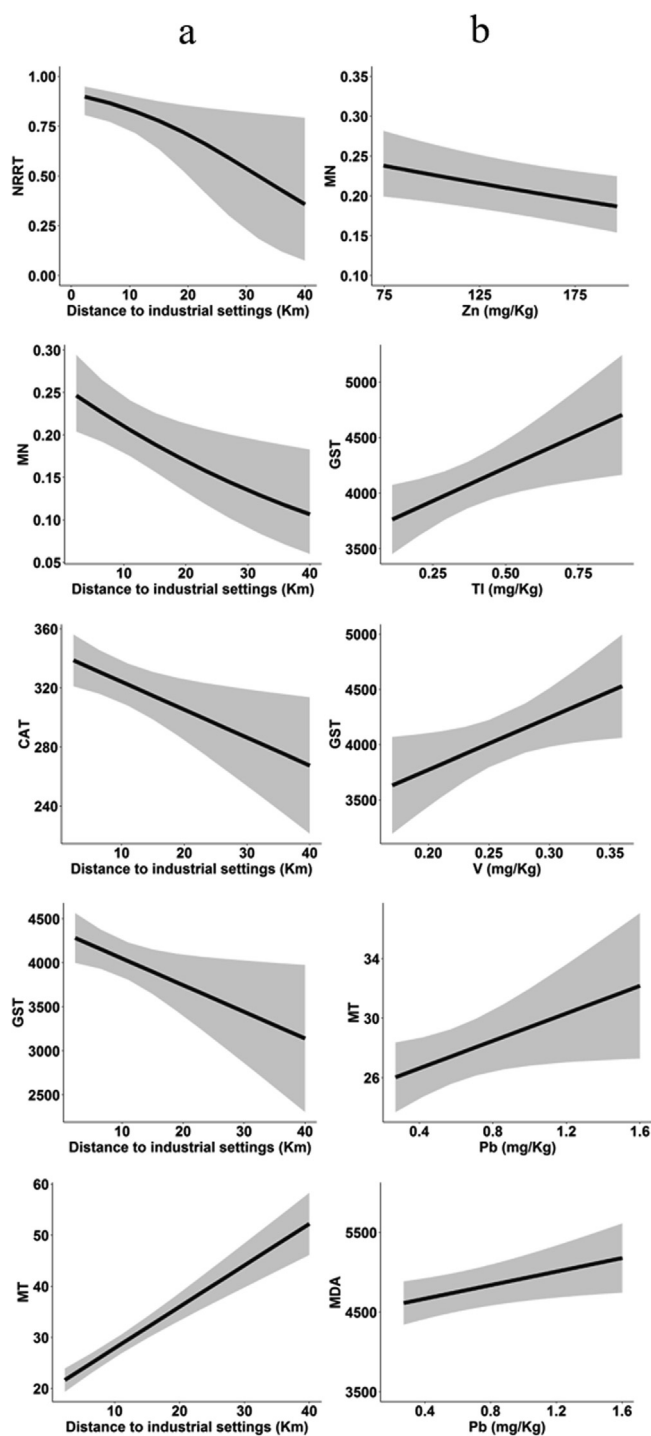 a b
1.00
0.75
0.50
0.25
0.00
NRRT
0 10 20 30 40
Distance to industrial settings (Km)
0.35
0.30
0.25
0.20
0.15
0.10
MN
75 125 175
Zn (mg/Kg)
0.30
0.25
0.20
0.15
0.10
0.05
MN
10 20 30 40
Distance to industrial settings (Km)
5000
4500
4000
3500
GST
0.25 0.50 0.75
Tl (mg/Kg)
360
320
280
240
CAT
10 20 30 40
Distance to industrial settings (Km)
5000
4500
4000
3500
GST
0.20 0.25 0.30 0.35
V (mg/Kg)
4500
4000
3500
3000
2500
GST
10 20 30 40
Distance to industrial settings (Km)
34
30
26
MT
0.4 0.8 1.2 1.6
Pb (mg/Kg)
60
50
40
30
20
MT
10 20 30 40
Distance to industrial settings (Km)
5500
4500
3500
MDA
0.4 0.8 1.2 1.6
Pb (mg/Kg)